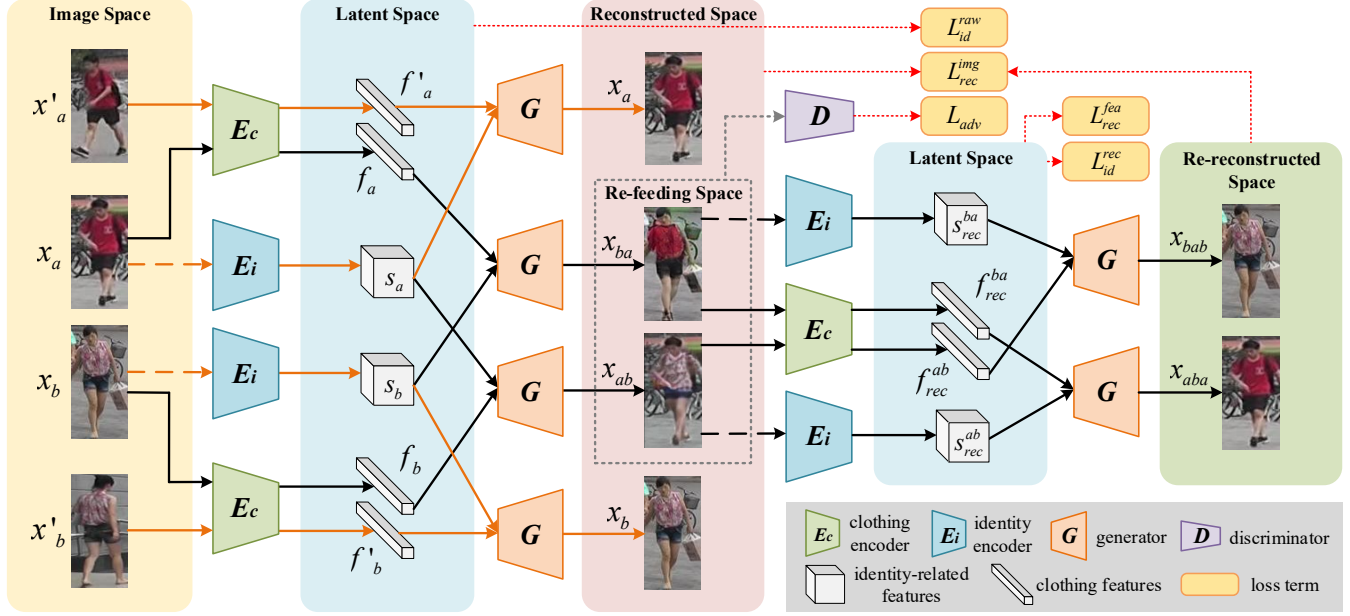 Image Space
Latent Space
Reconstructed Space
x'_a
x_a
x_b
x'_b
E_c
E_i
E_i
E_c
f'_a
f_a
s_a
s_b
f_b
f'_b
G
G
G
G
x_a
Re-feeding Space
x_ba
x_ab
x_b
D
L_id^raw
L_rec^img
L_adv
L_rec^fea
L_id^rec
E_i
E_c
E_i
Latent Space
s_rec^ba
f_rec^ba
f_rec^ab
s_rec^ab
G
G
Re-reconstructed
Space
x_bab
x_aba
E_c clothing
encoder
E_i identity
encoder
G generator
D discriminator
identity-related
features
clothing features
loss term